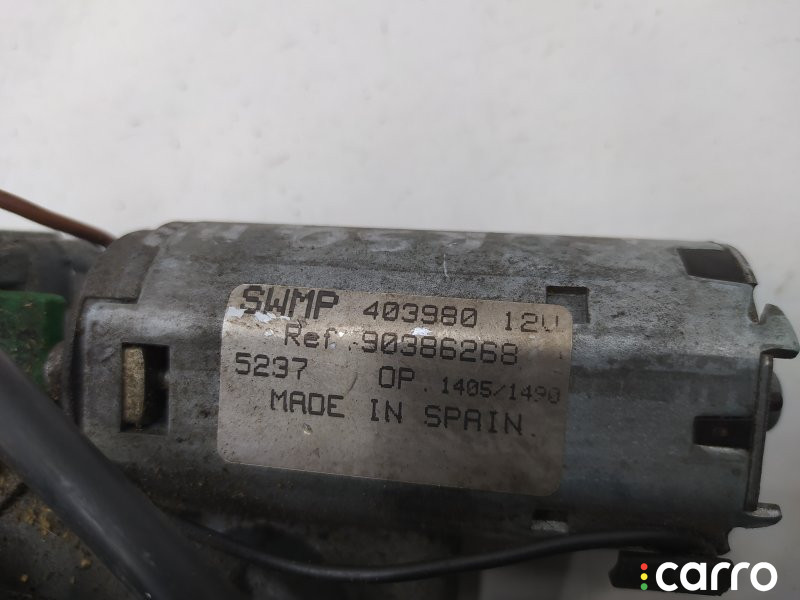 SWMP 403980 12V
Ref. 90386268
5237 OP. 1405/1490
MADE IN SPAIN.
carro